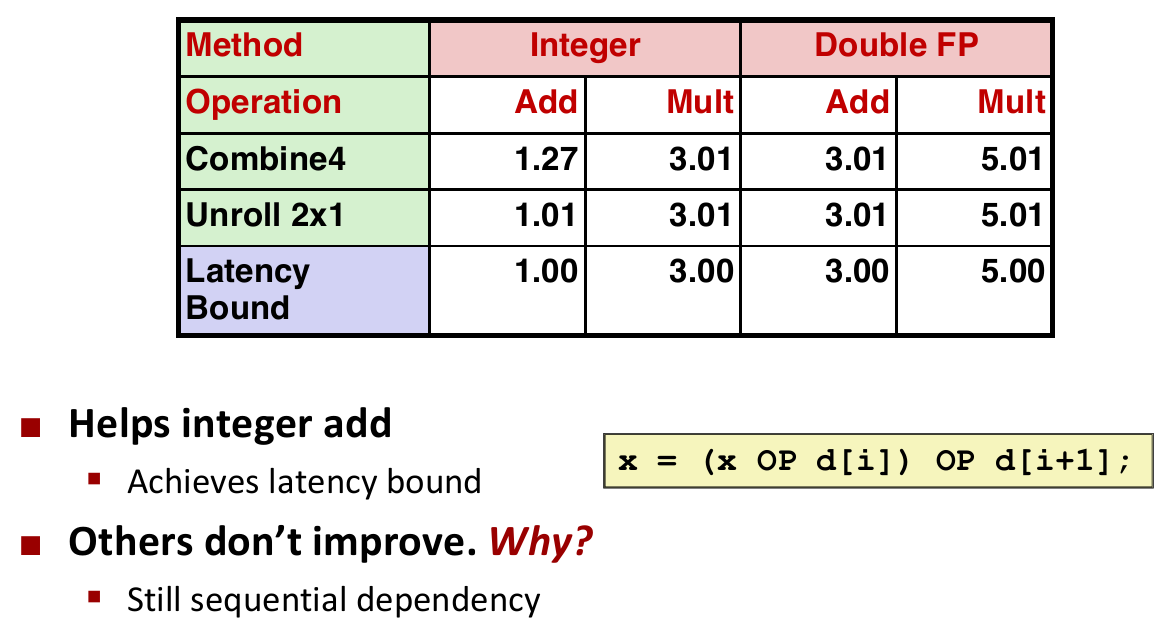 Method Integer Double FP
Operation Add Mult Add Mult
Combine4 1.27 3.01 3.01 5.01
Unroll 2x1 1.01 3.01 3.01 5.01
Latency 1.00 3.00 3.00 5.00
Bound
Helps integer add
Achieves latency bound
x = (x OP d[i]) OP d[i+1];
Others don’t improve. Why?
Still sequential dependency